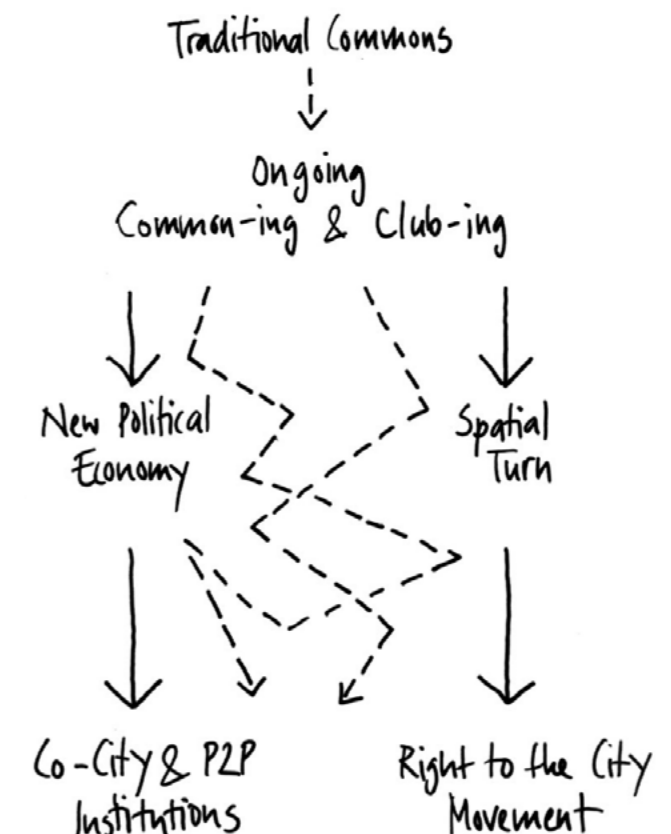 Traditional Commons
Ongoing
Common-ing & Club-ing
New Political
Economy
Spatial
Turn
Co-City & P2P
Institutions
Right to the City
Movement